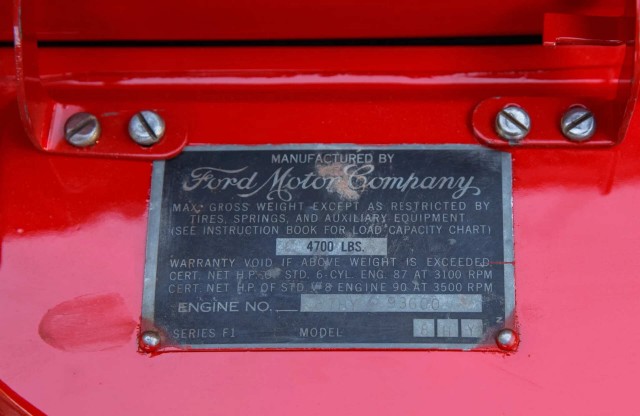 MANUFACTURED BY
Ford Motor Company
MAX. GROSS WEIGHT EXCEPT AS RESTRICTED BY
TIRES, SPRINGS, AND AUXILIARY EQUIPMENT
(SEE INSTRUCTION BOOK FOR LOAD CAPACITY CHART)
4700 LBS.
WARRANTY VOID IF ABOVE WEIGHT IS EXCEEDED
CERT. NET H.P. OF STD. 6-CYL. ENG. 87 AT 3100 RPM
CERT. NET HP. OF STD. V-8 ENGINE 90 AT 3500 RPM
ENGINE NO.
SERIES F1 MODEL